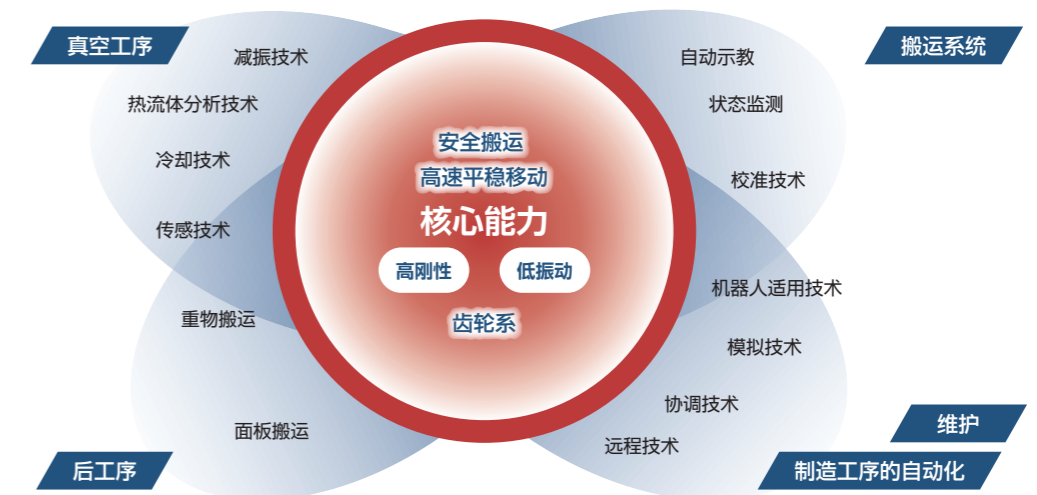 真空工序
减振技术
热流体分析技术
冷却技术
传感技术
搬运系统
自动示教
状态监测
校准技术
安全搬运
高速平稳移动
核心能力
高刚性
低振动
齿轮系
重物搬运
面板搬运
后工序
机器人适用技术
模拟技术
协调技术
远程技术
维护
制造工序的自动化